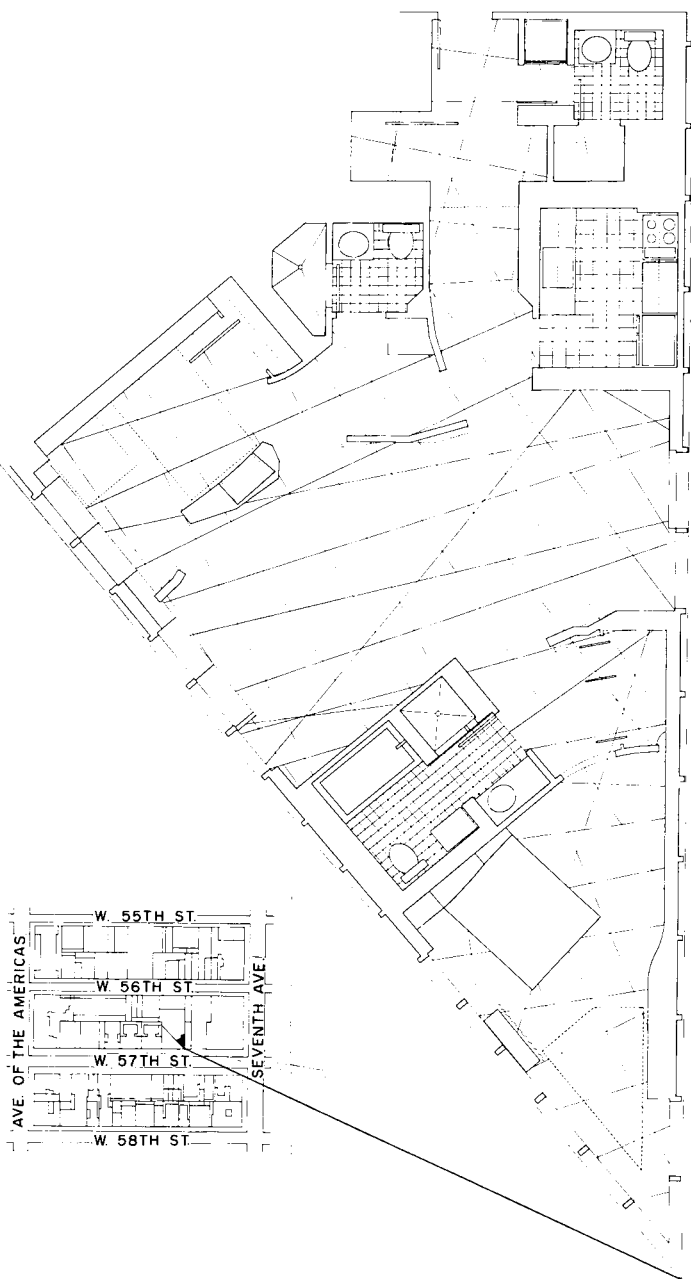 W. 55TH ST.
AVE. OF THE AMERICAS
W. 56TH ST.
SEVENTH AVE.
W. 57TH ST.
W. 58TH ST.